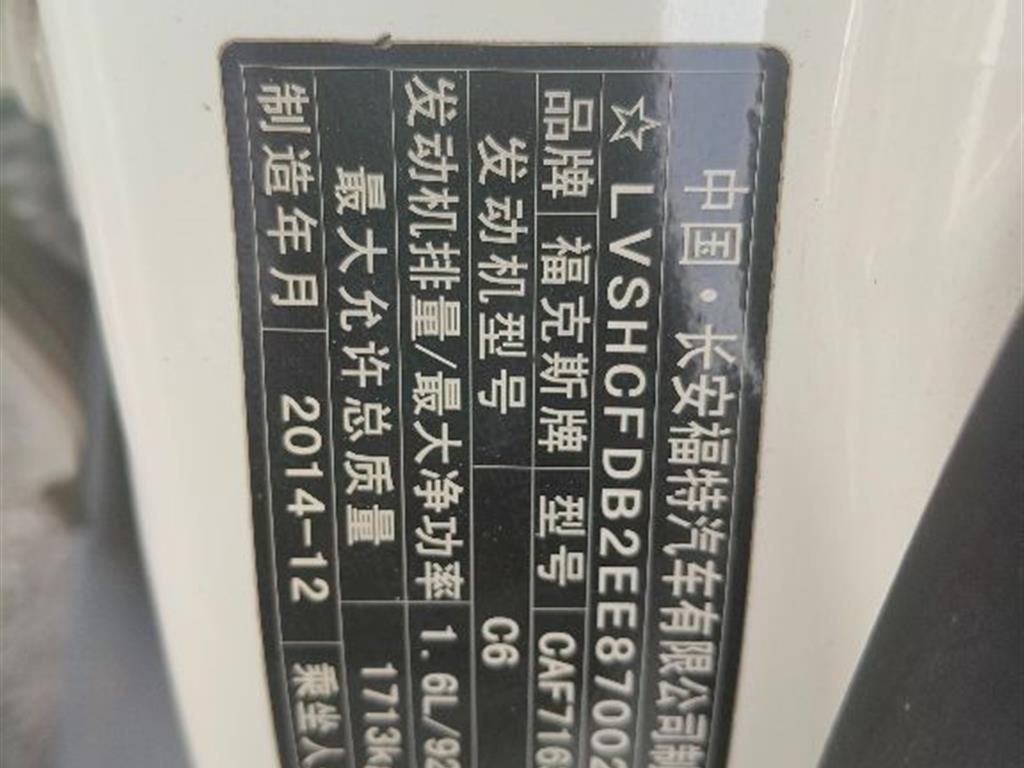 中国·长安福特汽车有限公司制
☆LVSHCFDB2EE87002
品牌 福克斯牌 型号 CAF716
发动机型号 C6
发动机排量/最大净功率 1.6L/92
最大允许总质量 1713k
制造年月 2014-12 乘坐人